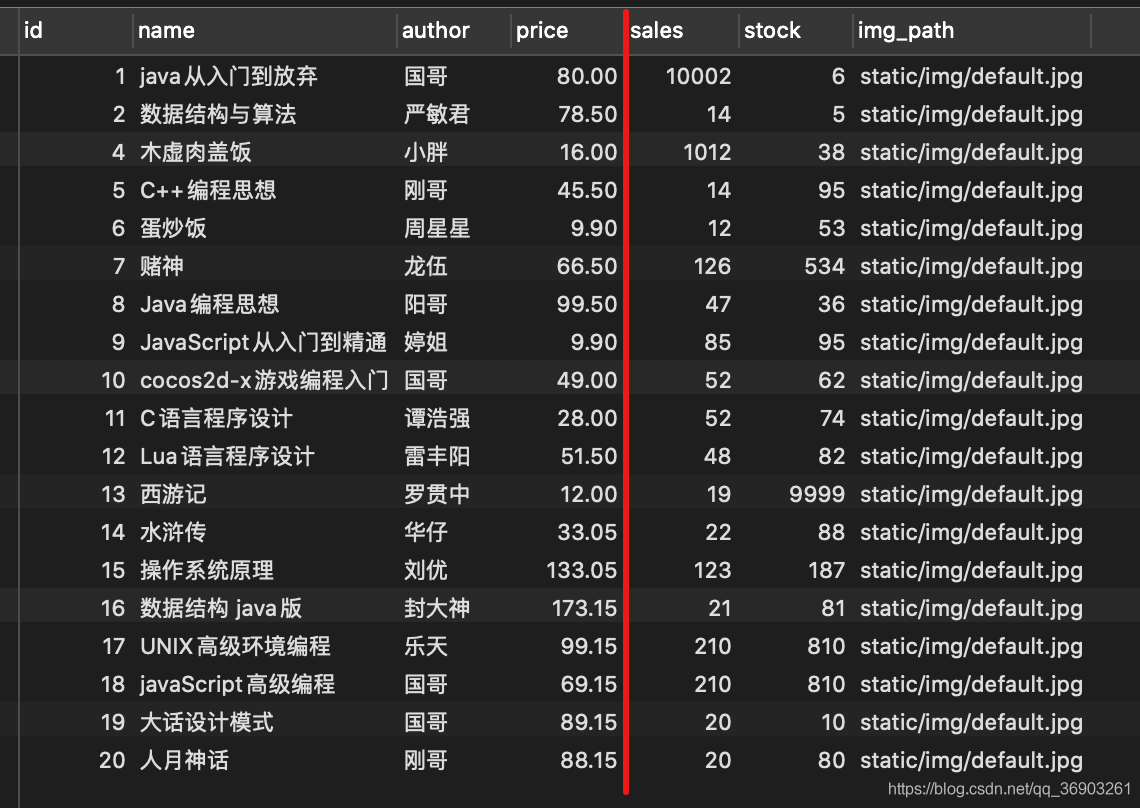 id name author price sales stock img_path
1 java从入门到放弃 国哥 80.00 10002 6 static/img/default.jpg
2 数据结构与算法 严敏君 78.50 14 5 static/img/default.jpg
4 木虚肉盖饭 小胖 16.00 1012 38 static/img/default.jpg
5 C++编程思想 刚哥 45.50 14 95 static/img/default.jpg
6 蛋炒饭 周星星 9.90 12 53 static/img/default.jpg
7 赌神 龙伍 66.50 126 534 static/img/default.jpg
8 Java编程思想 阳哥 99.50 47 36 static/img/default.jpg
9 JavaScript从入门到精通 婷姐 9.90 85 95 static/img/default.jpg
10 cocos2d-x游戏编程入门 国哥 49.00 52 62 static/img/default.jpg
11 C语言程序设计 谭浩强 28.00 52 74 static/img/default.jpg
12 Lua语言程序设计 雷丰阳 51.50 48 82 static/img/default.jpg
13 西游记 罗贯中 12.00 19 9999 static/img/default.jpg
14 水浒传 华仔 33.05 22 88 static/img/default.jpg
15 操作系统原理 刘优 133.05 123 187 static/img/default.jpg
16 数据结构 java版 封大神 173.15 21 81 static/img/default.jpg
17 UNIX高级环境编程 乐天 99.15 210 810 static/img/default.jpg
18 javaScript高级编程 国哥 69.15 210 810 static/img/default.jpg
19 大话设计模式 国哥 89.15 20 10 static/img/default.jpg
20 人月神话 刚哥 88.15 20 80 static/img/default.jpg
https://blog.csdn.net/qq_36903261